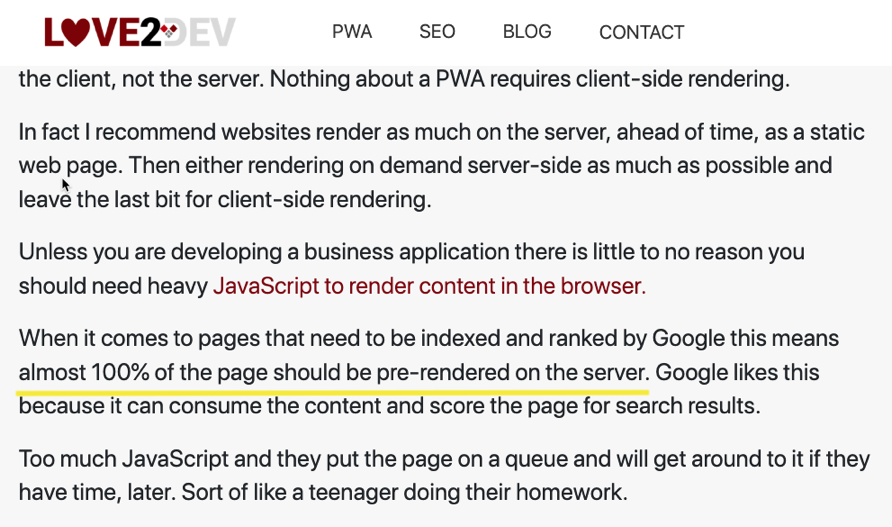 LOVE2DEV
PWA SEO BLOG CONTACT
the client, not the server. Nothing about a PWA requires client-side rendering.
In fact I recommend websites render as much on the server, ahead of time, as a static
web page. Then either rendering on demand server-side as much as possible and
leave the last bit for client-side rendering.
Unless you are developing a business application there is little to no reason you
should need heavy JavaScript to render content in the browser.
When it comes to pages that need to be indexed and ranked by Google this means
almost 100% of the page should be pre-rendered on the server. Google likes this
because it can consume the content and score the page for search results.
Too much JavaScript and they put the page on a queue and will get around to it if they
have time, later. Sort of like a teenager doing their homework.